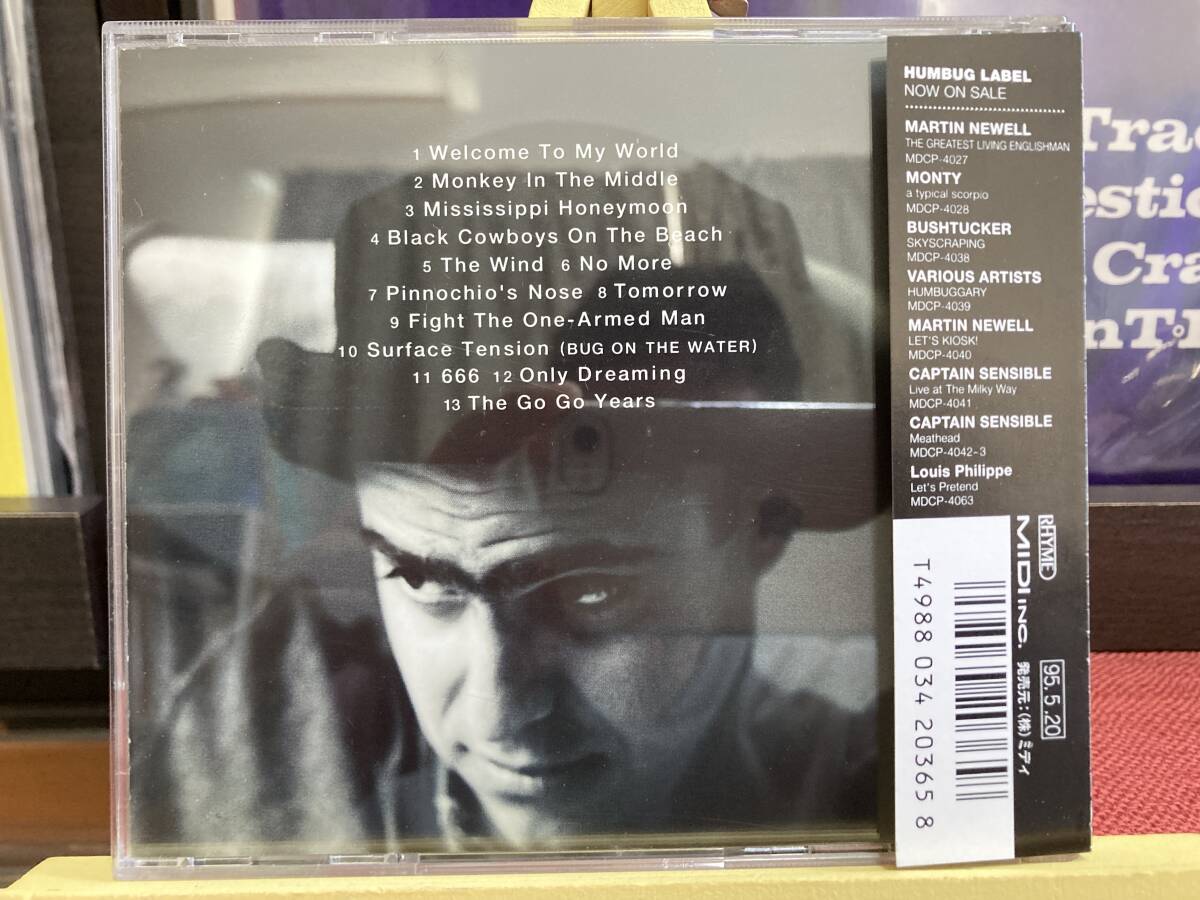 1 Welcome To My World
2 Monkey In The Middle
3 Mississippi Honeymoon
4 Black Cowboys On The Beach
5 The Wind 6 No More
7 Pinnochio's Nose 8 Tomorrow
9 Fight The One-Armed Man
10 Surface Tension (BUG ON THE WATER)
11 666 12 Only Dreaming
13 The Go Go Years
HUMBUG LABEL
NOW ON SALE
MARTIN NEWELL
THE GREATEST LIVING ENGLISHMAN
MDCP-4027
MONTY
a typical scorpio
MDCP-4028
BUSHTUCKER
SKYSCRAPING
MDCP-4038
VARIOUS ARTISTS
HUMBUGGARY
MDCP-4039
MARTIN NEWELL
LET'S KIOSK!
MDCP-4040
CAPTAIN SENSIBLE
Live at The Milky Way
MDCP-4041
CAPTAIN SENSIBLE
Meathead
MDCP-4042-3
Louis Philippe
Let's Pretend
MDCP-4063
RHYME
MIDI INC. 発売元:(株)ミディ
95.5.20
T4988 034 20365 8